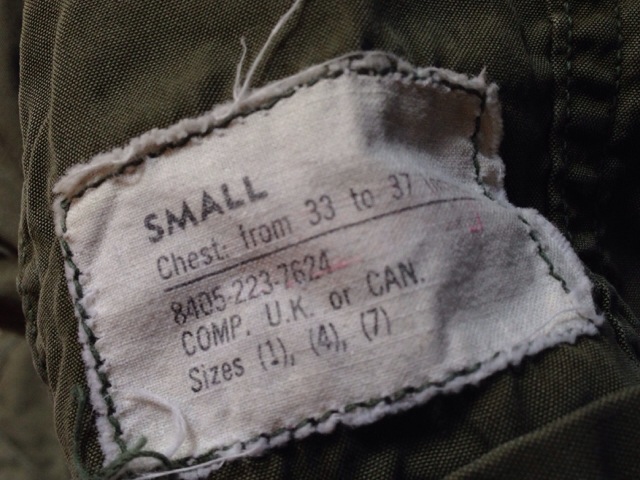 SMALL
Chest: from 33 to 37
8405-223-7624
COMP. U.K. or CAN.
Sizes (1), (4), (7)